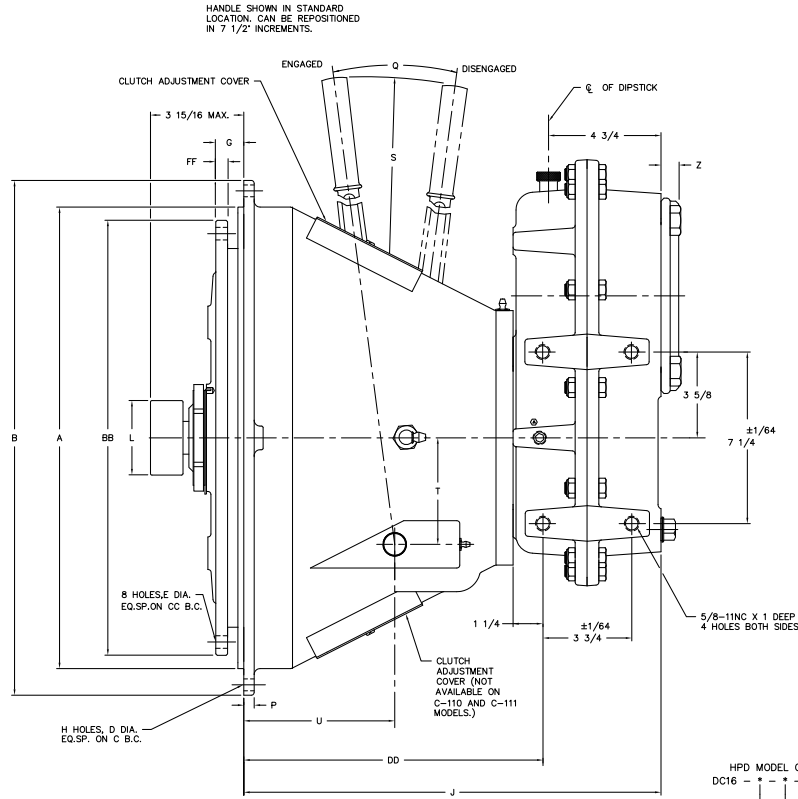 HANDLE SHOWN IN STANDARD
LOCATION. CAN BE REPOSITIONED
IN 7 1/2° INCREMENTS.
ENGAGED
Q
DISENGAGED
CLUTCH ADJUSTMENT COVER
℄ OF DIPSTICK
3 15/16 MAX.
4 3/4
G
FF
S
Z
B
A
BB
L
3 5/8
±1/64
7 1/4
T
8 HOLES,E DIA.
EQ.SP.ON CC B.C.
1 1/4
±1/64
3 3/4
5/8-11NC X 1 DEEP
4 HOLES BOTH SIDES
CLUTCH
ADJUSTMENT
COVER (NOT
AVAILABLE ON
C-110 AND C-111
MODELS.)
P
U
H HOLES, D DIA.
EQ.SP. ON C B.C.
DD
J
HPD MODEL
DC16 - * - * -